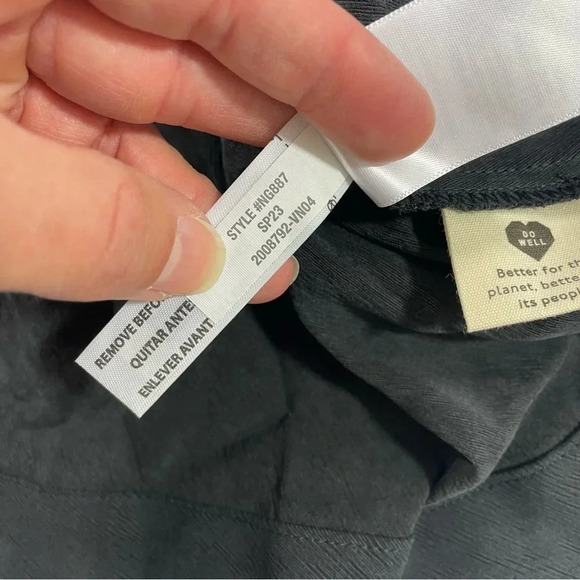 STYLE #NG887
SP23
2008792-VN04
REMOVE BEFO
QUITAR ANTE
ENLEVER AVANT
DO
WELL
Better for th
planet, bette
its people